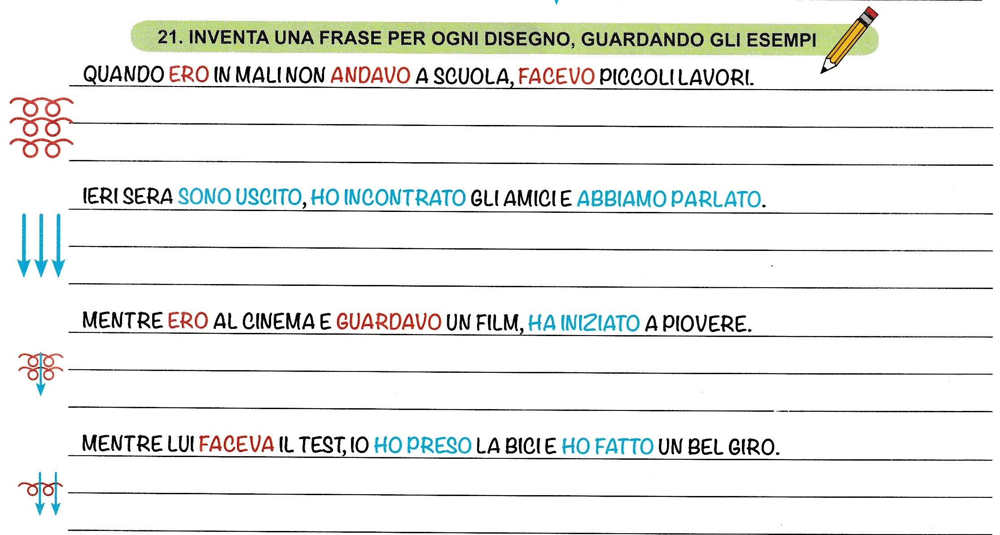 21. INVENTA UNA FRASE PER OGNI DISEGNO, GUARDANDO GLI ESEMPI
QUANDO ERO IN MALI NON ANDAVO A SCUOLA, FACEVO PICCOLI LAVORI.
IERI SERA SONO USCITO, HO INCONTRATO GLI AMICI E ABBIAMO PARLATO.
MENTRE ERO AL CINEMA E GUARDAVO UN FILM, HA INIZIATO A PIOVERE.
MENTRE LUI FACEVA IL TEST, IO HO PRESO LA BICI E HO FATTO UN BEL GIRO.